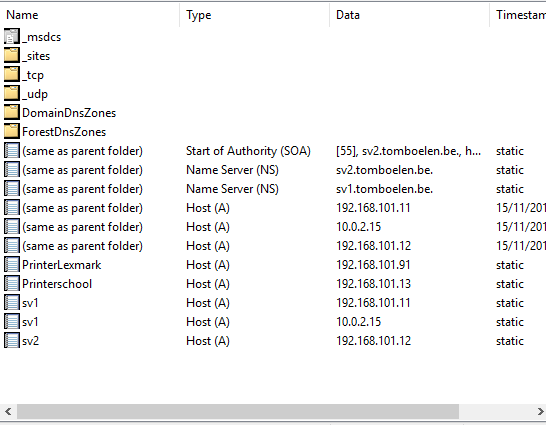 Name Type Data Timestam
_msdcs
_sites
_tcp
_udp
DomainDnsZones
ForestDnsZones
(same as parent folder) Start of Authority (SOA) [55], sv2.tomboelen.be., h... static
(same as parent folder) Name Server (NS) sv2.tomboelen.be. static
(same as parent folder) Name Server (NS) sv1.tomboelen.be. static
(same as parent folder) Host (A) 192.168.101.11 15/11/201
(same as parent folder) Host (A) 10.0.2.15 15/11/201
(same as parent folder) Host (A) 192.168.101.12 15/11/201
PrinterLexmark Host (A) 192.168.101.91 static
Printerschool Host (A) 192.168.101.13 static
sv1 Host (A) 192.168.101.11 static
sv1 Host (A) 10.0.2.15 static
sv2 Host (A) 192.168.101.12 static